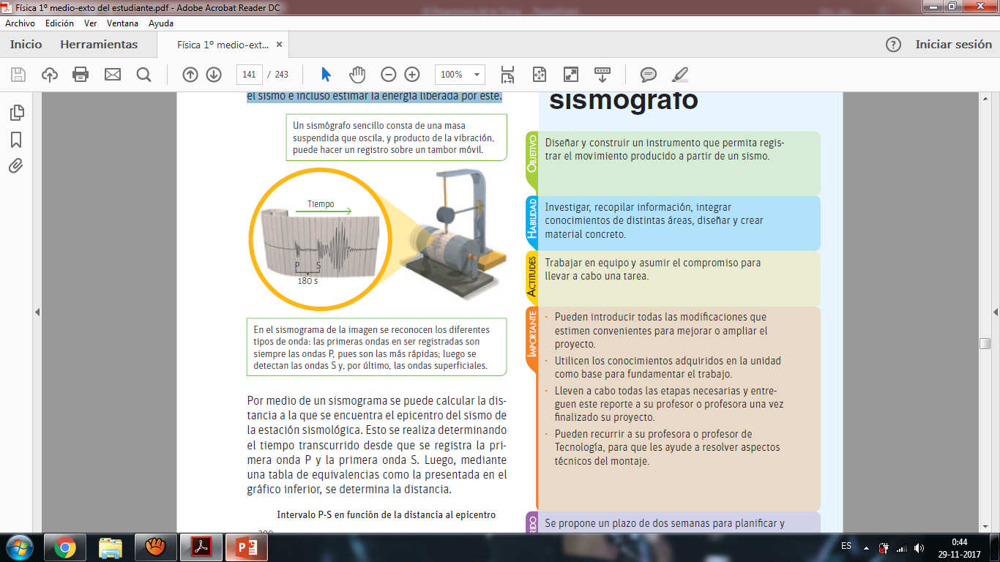 Física 1º medio-exto del estudiante.pdf - Adobe Acrobat Reader DC
Archivo Edición Ver Ventana Ayuda
Inicio Herramientas Física 1º medio-ext... × Iniciar sesión
141 / 243 100%
el sismo e incluso estimar la energía liberada por este.
Un sismógrafo sencillo consta de una masa
suspendida que oscila, y producto de la vibración,
puede hacer un registro sobre un tambor móvil.
Tiempo
P S
180 s
En el sismograma de la imagen se reconocen los diferentes
tipos de onda: las primeras ondas en ser registradas son
siempre las ondas P, pues son las más rápidas; luego se
detectan las ondas S y, por último, las ondas superficiales.
Por medio de un sismograma se puede calcular la dis-
tancia a la que se encuentra el epicentro del sismo de
la estación sismológica. Esto se realiza determinando
el tiempo transcurrido desde que se registra la pri-
mera onda P y la primera onda S. Luego, mediante
una tabla de equivalencias como la presentada en el
gráfico inferior, se determina la distancia.
Intervalo P-S en función de la distancia al epicentro
sismógrafo
OBJETIVO
Diseñar y construir un instrumento que permita regis-
trar el movimiento producido a partir de un sismo.
HABILIDAD
Investigar, recopilar información, integrar
conocimientos de distintas áreas, diseñar y crear
material concreto.
ACTITUDES
Trabajar en equipo y asumir el compromiso para
llevar a cabo una tarea.
IMPORTANTE
· Pueden introducir todas las modificaciones que
estimen convenientes para mejorar o ampliar el
proyecto.
· Utilicen los conocimientos adquiridos en la unidad
como base para fundamentar el trabajo.
· Lleven a cabo todas las etapas necesarias y entre-
guen este reporte a su profesor o profesora una vez
finalizado su proyecto.
· Pueden recurrir a su profesora o profesor de
Tecnología, para que les ayude a resolver aspectos
técnicos del montaje.
RIDO
Se propone un plazo de dos semanas para planificar y
ES
0:44
29-11-2017